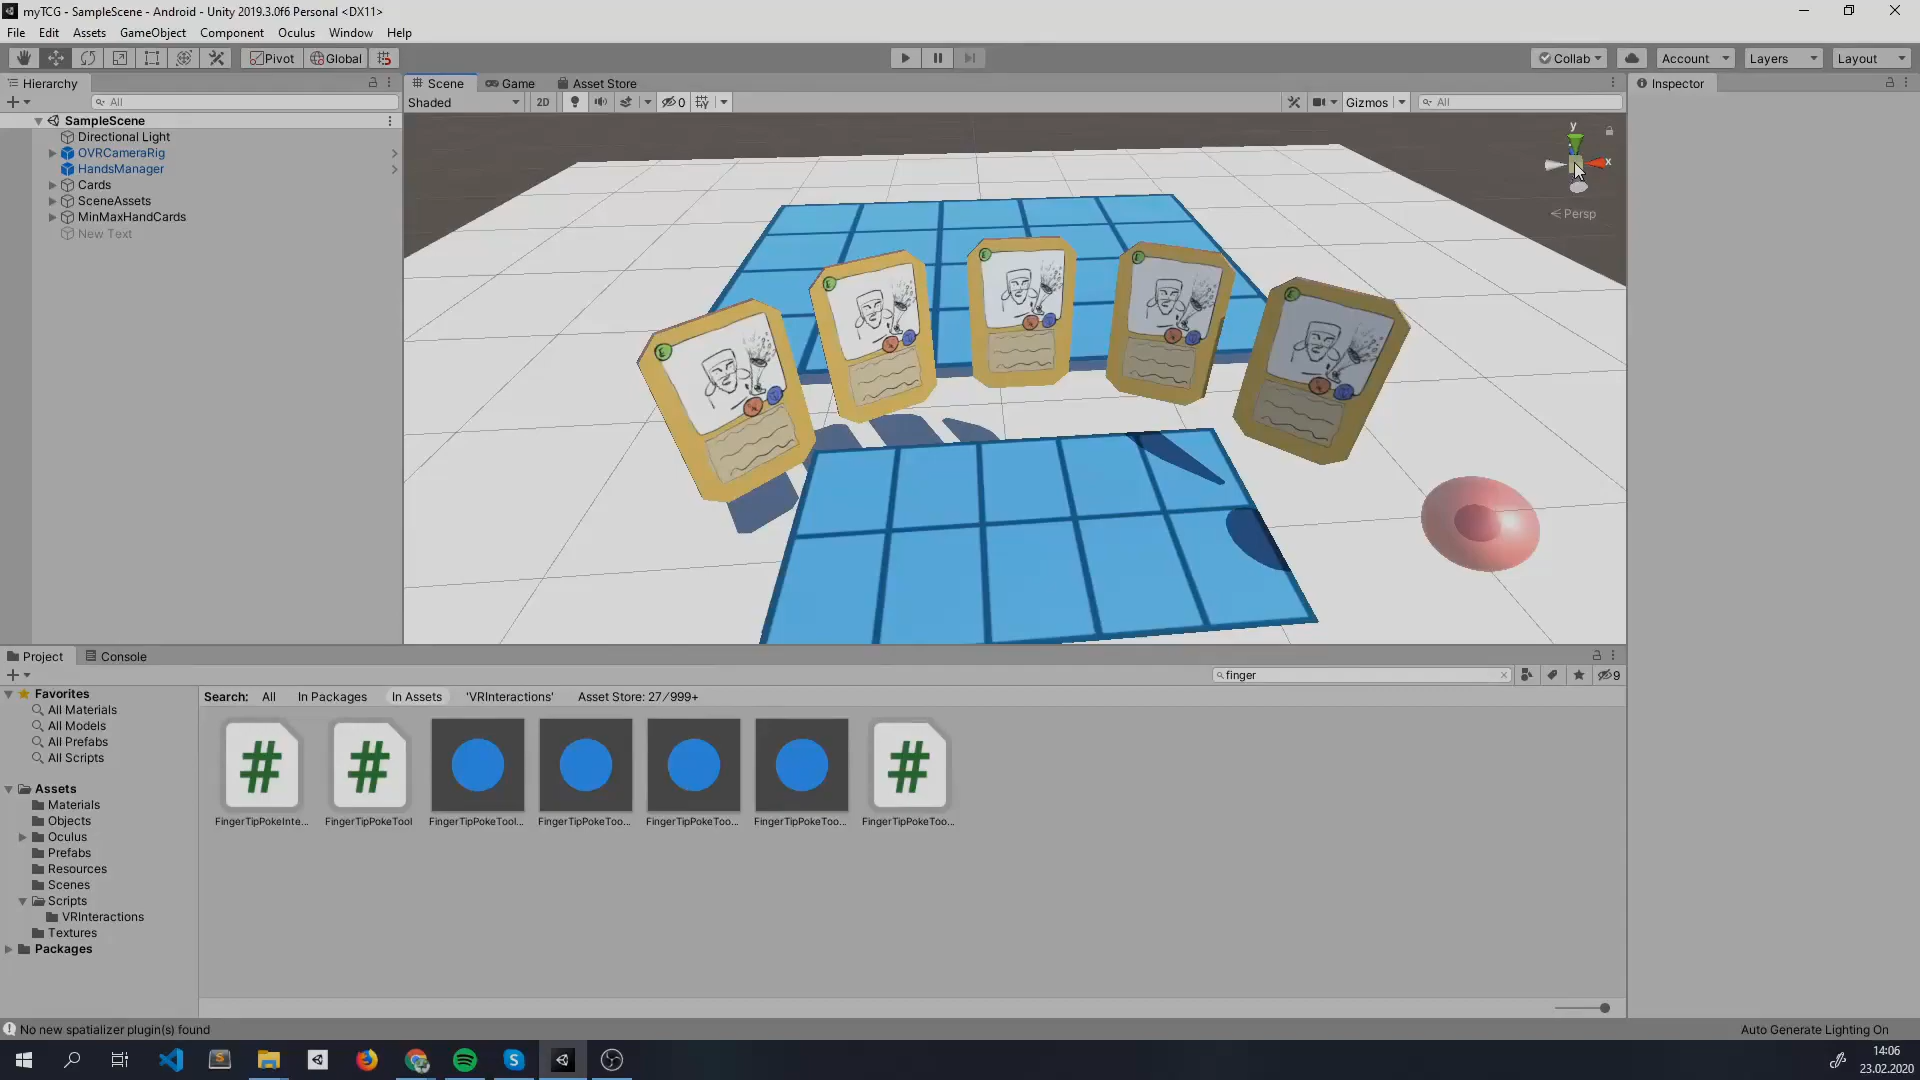 myTCG - SampleScene - Android - Unity 2019.3.0f6 Personal <DX11>
File Edit Assets GameObject Component Oculus Window Help
Pivot Global Collab Account Layers Layout
Hierarchy
All
SampleScene
Directional Light
OVRCameraRig
HandsManager
Cards
SceneAssets
MinMaxHandCards
New Text
Scene Game Asset Store
Shaded 2D 0 Gizmos All
y
x
Persp
Inspector
Project Console
finger
9
Favorites
All Materials
All Models
All Prefabs
All Scripts
Assets
Materials
Objects
Oculus
Prefabs
Resources
Scenes
Scripts
VRInteractions
Textures
Packages
Search: All In Packages In Assets 'VRInteractions' Asset Store: 27/999+
FingerTipPokeInte... FingerTipPokeTool FingerTipPokeTool... FingerTipPokeToo... FingerTipPokeToo... FingerTipPokeToo... FingerTipPokeToo...
No new spatializer plugin(s) found
Auto Generate Lighting On
14:06
23.02.2020